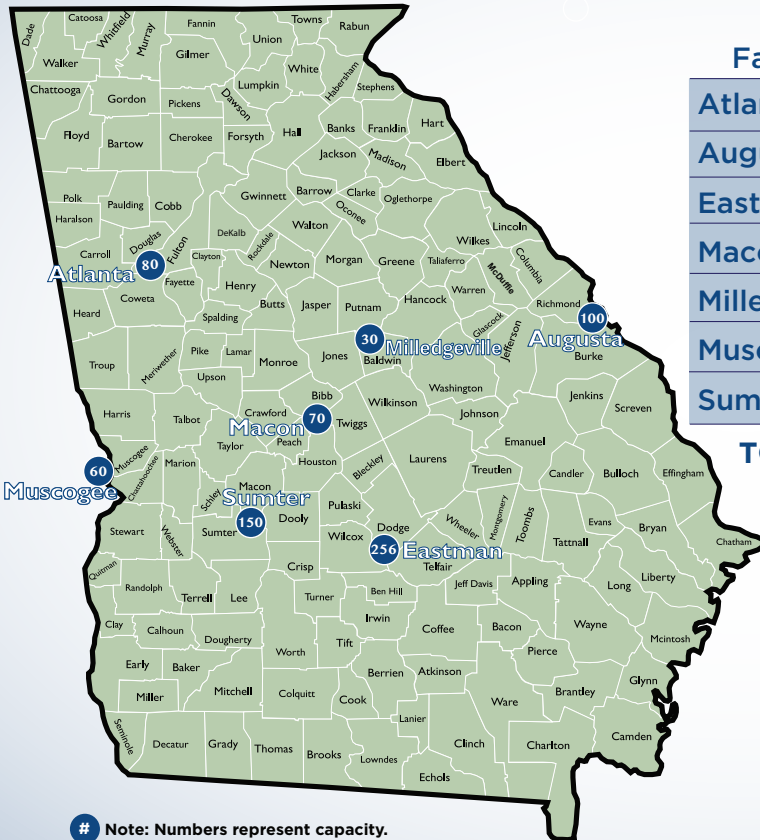 Fa
Atlan
Augu
East
Maco
Mille
Musc
Sum
TO
Dade
Catoosa
Whitfield
Murray
Fannin
Towns
Rabun
Union
Walker
Gilmer
White
Habersham
Stephens
Lumpkin
Chattooga
Gordon
Pickens
Dawson
Floyd
Bartow
Cherokee
Forsyth
Hall
Banks
Franklin
Hart
Jackson
Madison
Elbert
Polk
Haralson
Paulding
Cobb
Gwinnett
Barrow
Clarke
Oconee
Oglethorpe
Douglas
Fulton
DeKalb
Rockdale
Walton
Lincoln
Wilkes
Carroll
Atlanta
80
Clayton
Newton
Morgan
Greene
Taliaferro
McDuffie
Columbia
Fayette
Henry
Warren
Coweta
Butts
Jasper
Putnam
Hancock
Richmond
Heard
Spalding
Glascock
Jefferson
100
Augusta
30
Milledgeville
Baldwin
Burke
Troup
Meriwether
Pike
Lamar
Monroe
Jones
Upson
Washington
Jenkins
Harris
Talbot
Crawford
Bibb
Wilkinson
Screven
Macon
70
Twiggs
Johnson
Peach
Taylor
Emanuel
Muscogee
60
Muscogee
Chattahoochee
Marion
Houston
Bleckley
Laurens
Treutlen
Candler
Bulloch
Effingham
Schley
Macon
Sumter
Pulaski
Montgomery
Toombs
Stewart
Webster
Sumter
150
Dooly
Wilcox
Dodge
Wheeler
Evans
Bryan
Tattnall
Chatham
256
Eastman
Telfair
Quitman
Crisp
Randolph
Terrell
Lee
Turner
Ben Hill
Jeff Davis
Appling
Long
Liberty
Irwin
Clay
Calhoun
Dougherty
Worth
Tift
Coffee
Bacon
Wayne
Mcintosh
Pierce
Early
Baker
Berrien
Atkinson
Glynn
Miller
Mitchell
Colquitt
Cook
Ware
Brantley
Lanier
Seminole
Decatur
Grady
Thomas
Brooks
Lowndes
Clinch
Charlton
Camden
Echols
# Note: Numbers represent capacity.